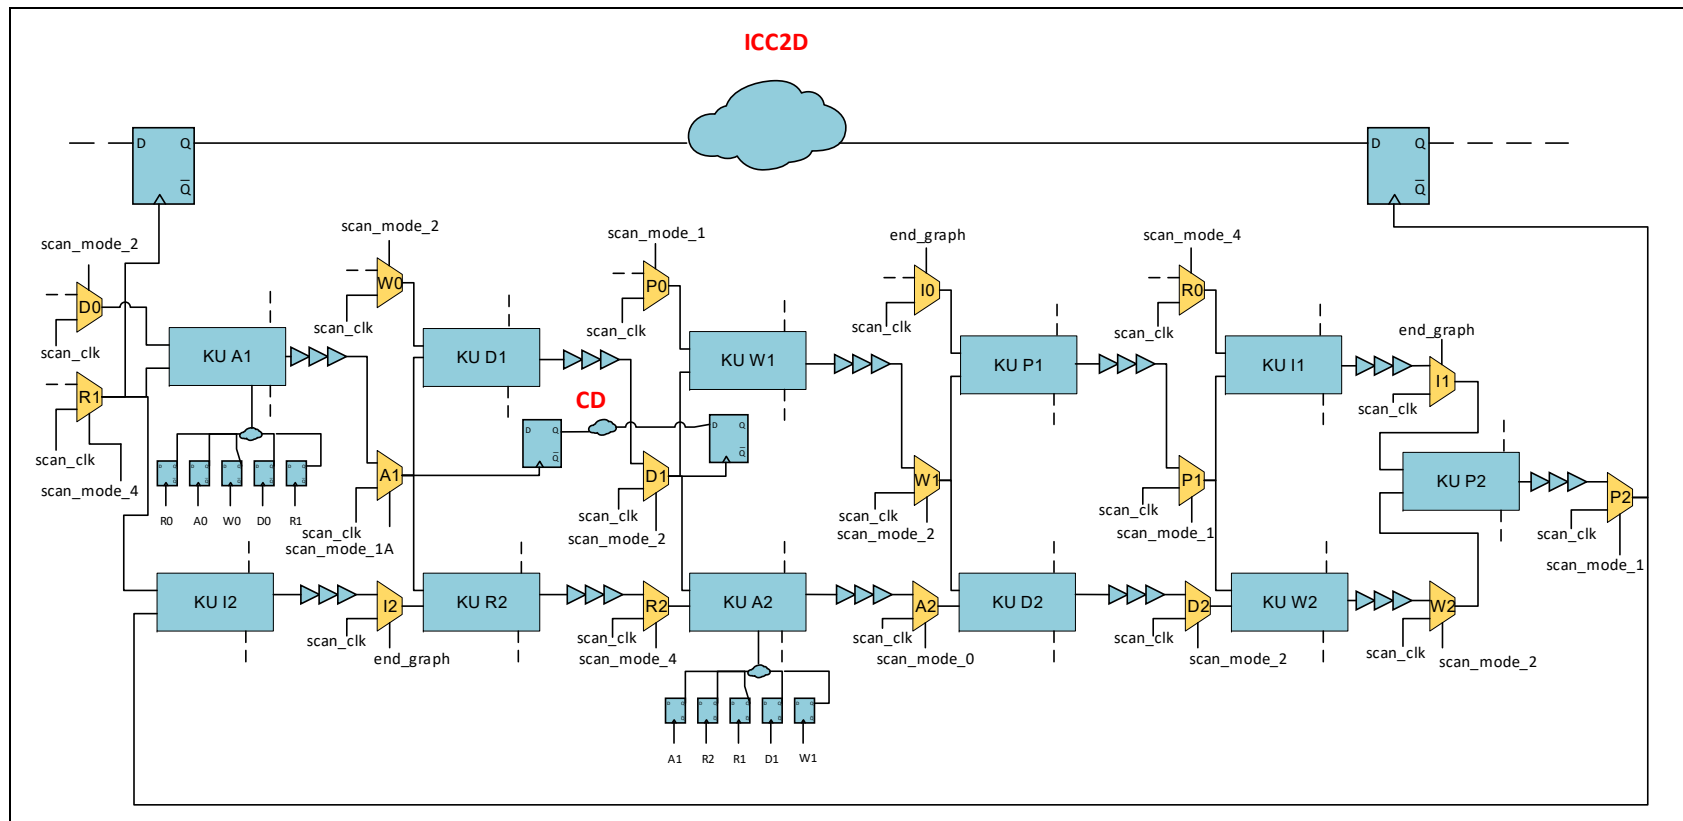 ICC2D
D Q
Q
D Q
Q
scan_mode_2
scan_mode_2
scan_mode_1
end_graph
scan_mode_4
D0
W0
P0
I0
R0
scan_clk
scan_clk
scan_clk
scan_clk
scan_clk
end_graph
KU A1
KU D1
KU W1
KU P1
KU I1
I1
R1
CD
scan_clk
D Q
Q
D Q
Q
scan_clk
scan_mode_4
A1
D1
W1
P1
KU P2
P2
scan_clk
scan_clk
scan_clk
scan_clk
scan_clk
R0 A0 W0 D0 R1
scan_mode_1A
scan_mode_2
scan_mode_2
scan_mode_1
scan_mode_1
KU I2
I2
KU R2
R2
KU A2
A2
KU D2
D2
KU W2
W2
scan_clk
scan_clk
scan_clk
scan_clk
scan_clk
end_graph
scan_mode_4
scan_mode_0
scan_mode_2
scan_mode_2
A1 R2 R1 D1 W1